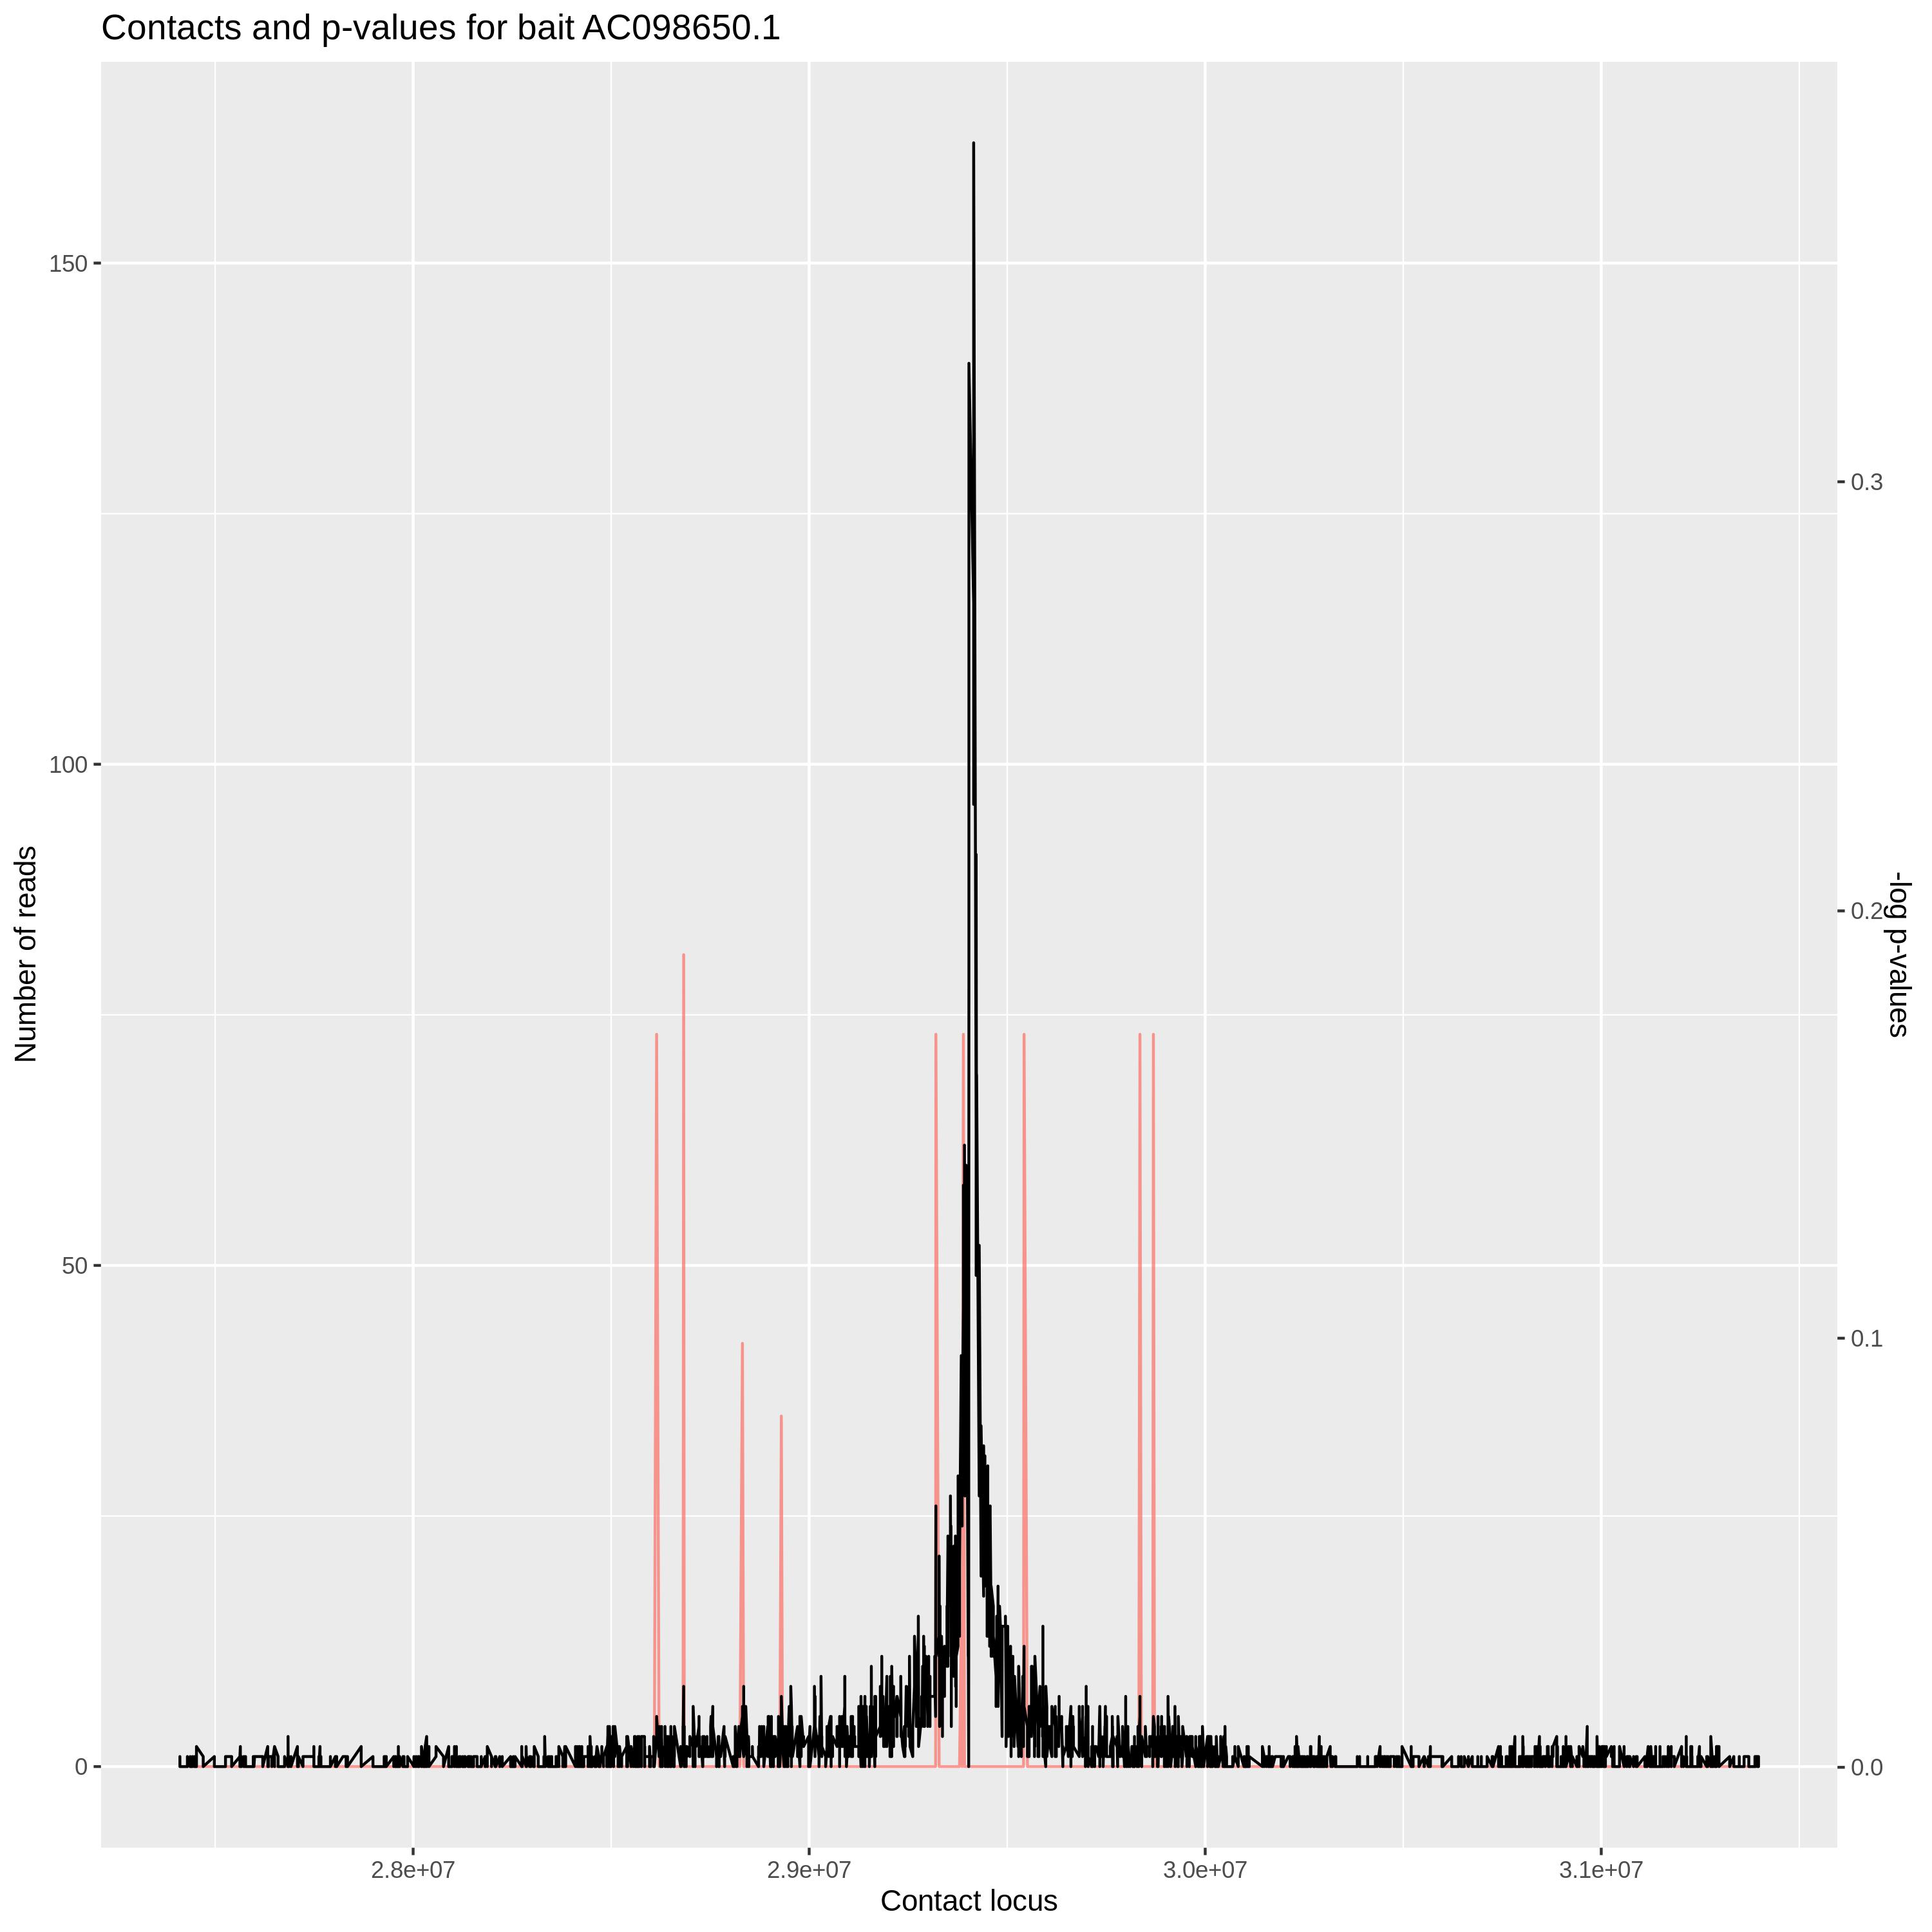 Contacts and p-values for bait AC098650.1
150
100
50
0
Number of reads
0.3
0.2
0.1
0.0
-log p-values
2.8e+07
2.9e+07
3.0e+07
3.1e+07
Contact locus